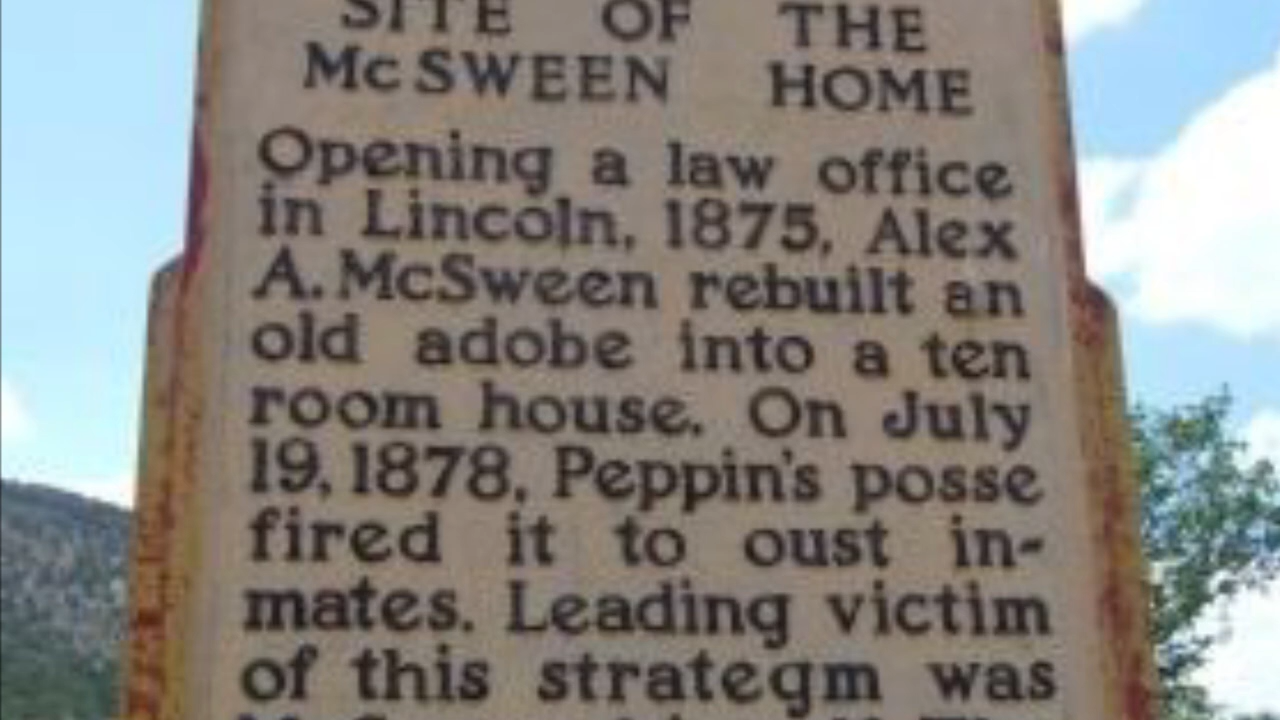 SITE OF THE
McSWEEN HOME
Opening a law office
in Lincoln, 1875, Alex
A. McSween rebuilt an
old adobe into a ten
room house. On July
19, 1878, Peppin's posse
fired it to oust in-
mates. Leading victim
of this strategm was